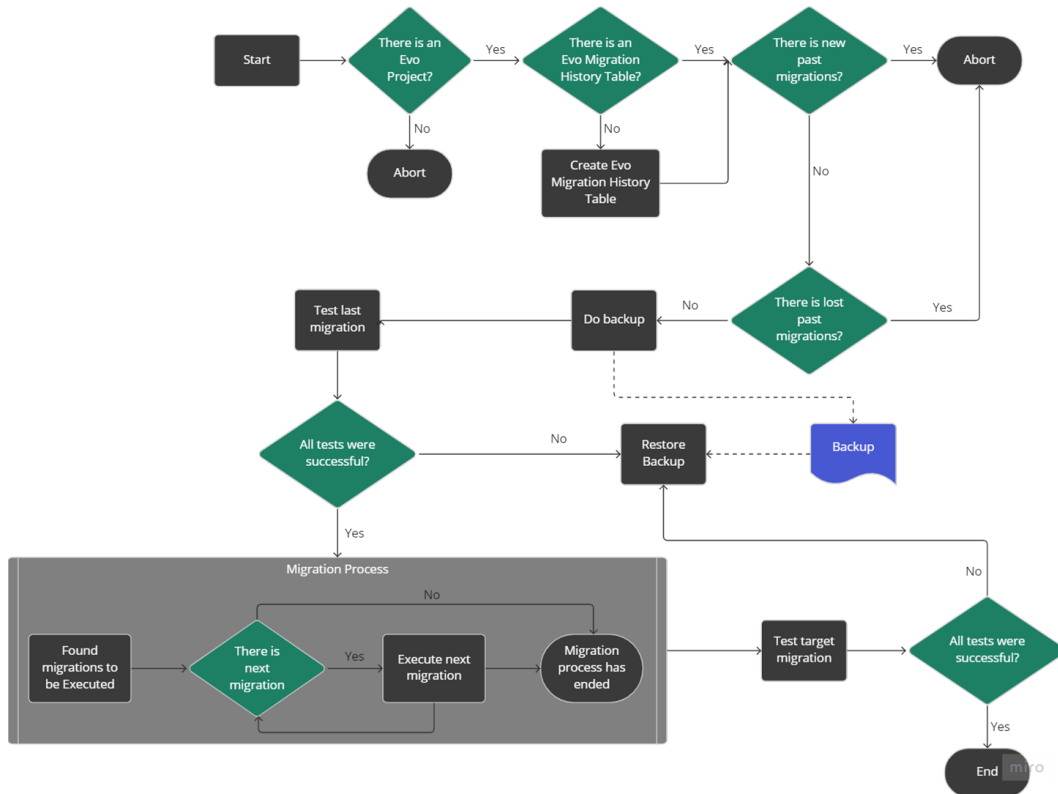 Start
There is an
Evo
Project?
Yes
There is an
Evo Migration
History Table?
Yes
There is new
past
migrations?
Yes
Abort
No
Abort
No
Create Evo
Migration History
Table
No
There is lost
past
migrations?
Yes
No
Do backup
Test last
migration
All tests were
successful?
No
Restore
Backup
Backup
Yes
Migration Process
No
Found
migrations to
be Executed
There is
next
migration
Yes
Execute next
migration
Migration
process has
ended
Test target
migration
No
All tests were
successful?
Yes
End
miro